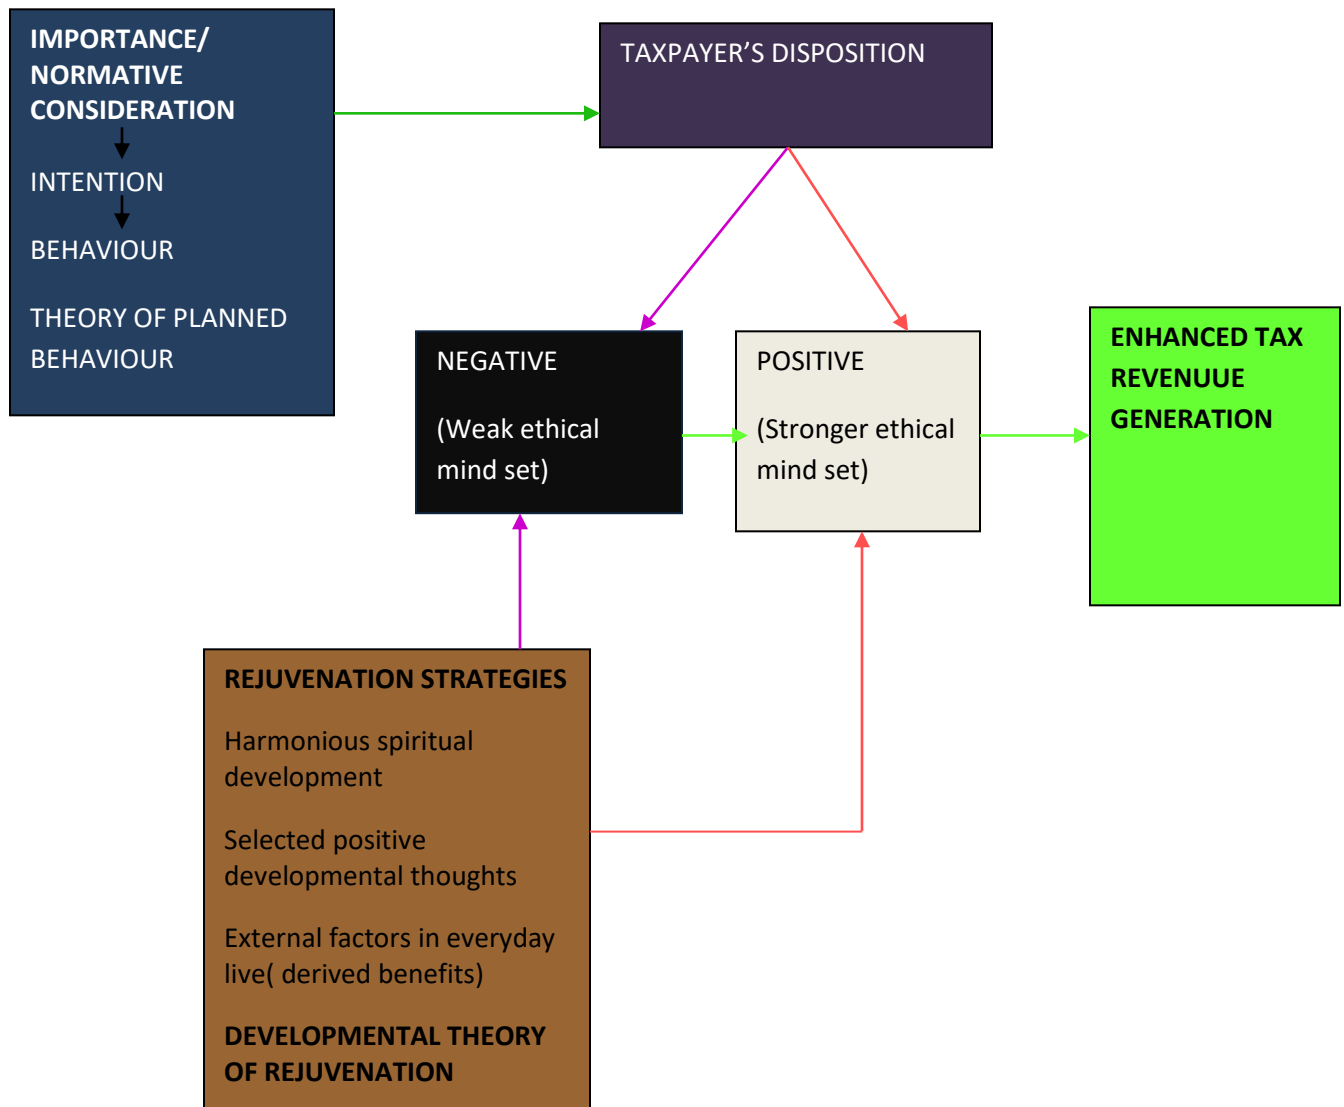 IMPORTANCE/
NORMATIVE
CONSIDERATION
INTENTION
BEHAVIOUR
THEORY OF PLANNED
BEHAVIOUR
TAXPAYER’S DISPOSITION
NEGATIVE
(Weak ethical
mind set)
POSITIVE
(Stronger ethical
mind set)
ENHANCED TAX
REVENUUE
GENERATION
REJUVENATION STRATEGIES
Harmonious spiritual
development
Selected positive
developmental thoughts
External factors in everyday
live( derived benefits)
DEVELOPMENTAL THEORY
OF REJUVENATION